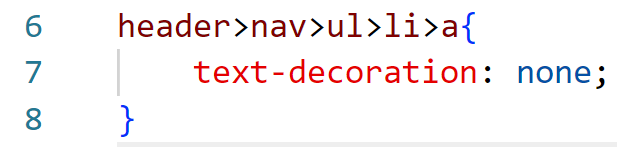 6 header>nav>ul>li>a{
7 text-decoration: none;
8 }